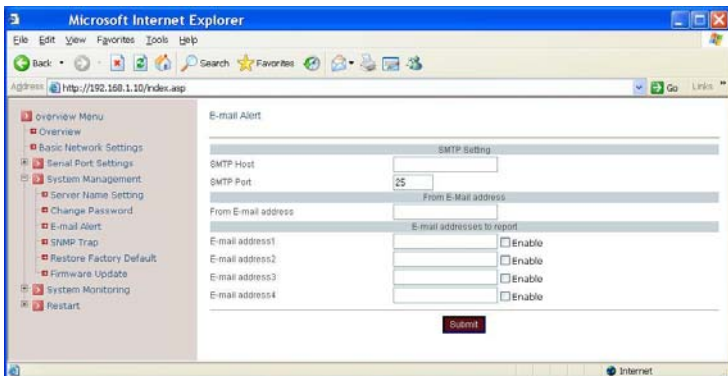 Microsoft Internet Explorer
File Edit View Favorites Tools Help
Back Search Favorites
Address http://192.168.1.10/index.asp Go Links »
overview Menu
Overview
Basic Network Settings
Serial Port Settings
System Management
Server Name Setting
Change Password
E-mail Alert
SNMP Trap
Restore Factory Default
Firmware Update
System Monitoring
Restart
E-mail Alert
SMTP Setting
SMTP Host
SMTP Port 25
From E-Mail address
From E-mail address
E-mail addresses to report
E-mail address1 Enable
E-mail address2 Enable
E-mail address3 Enable
E-mail address4 Enable
Submit
Internet